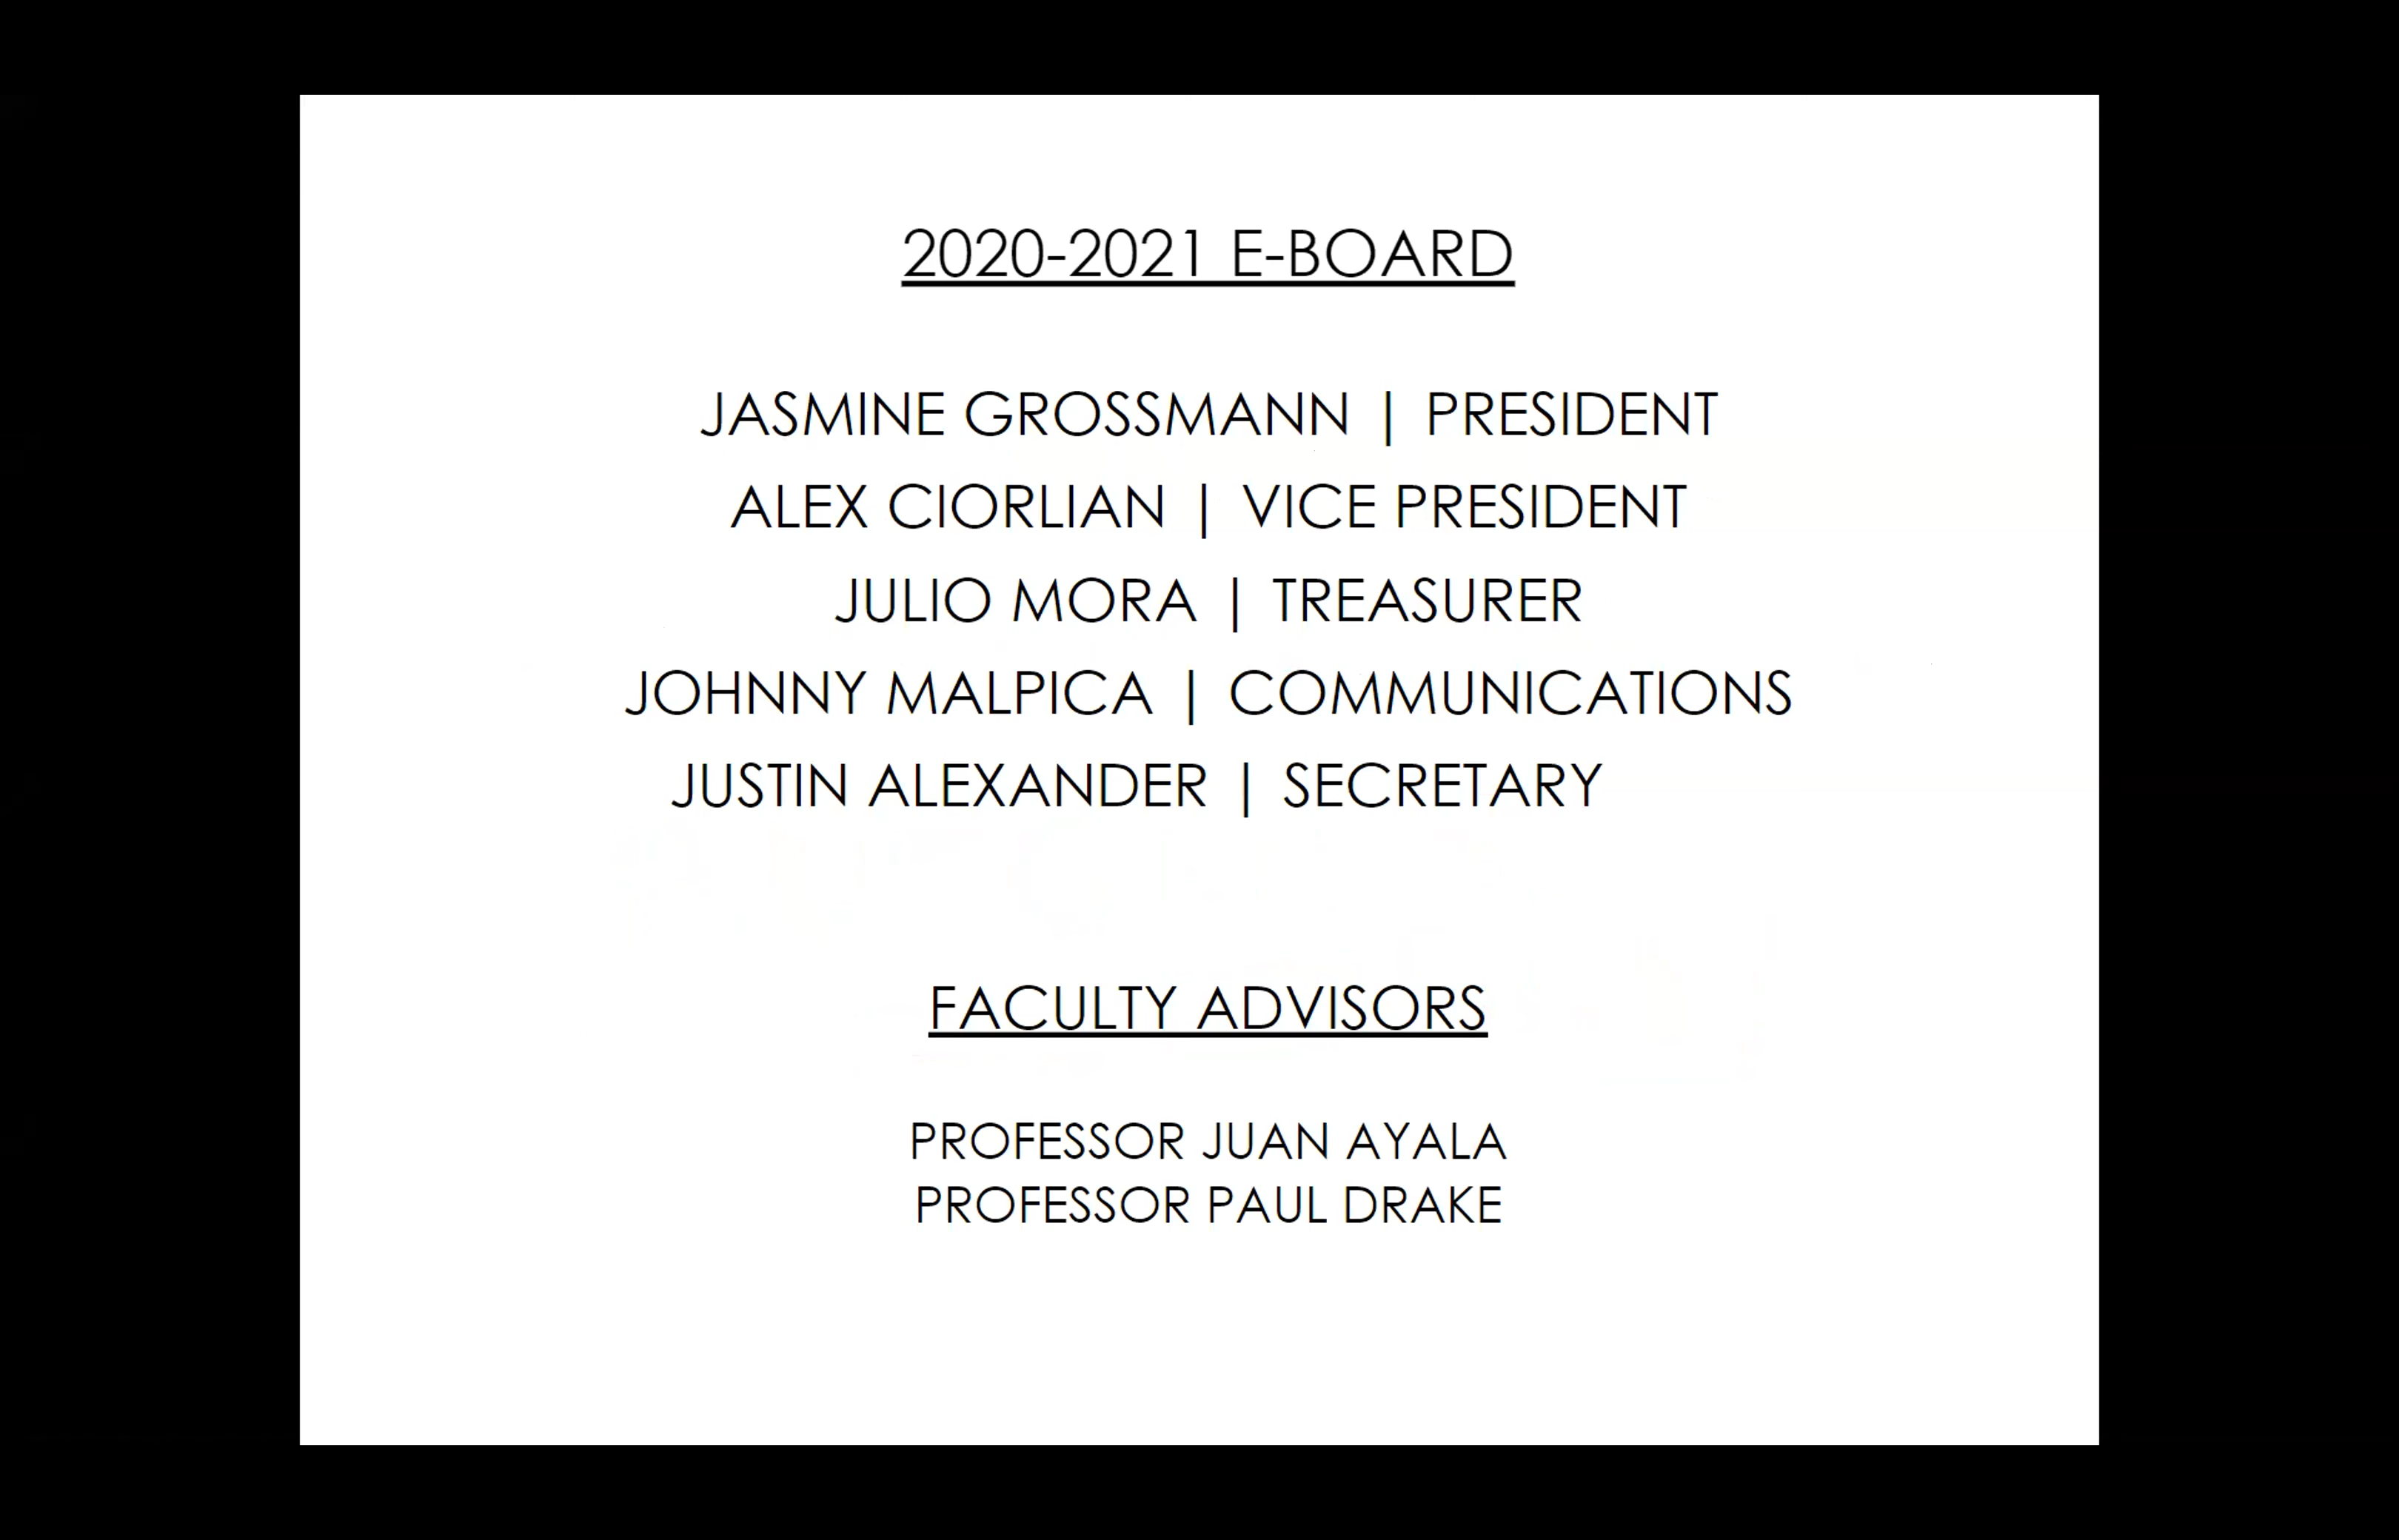 2020-2021 E-BOARD
JASMINE GROSSMANN | PRESIDENT
ALEX CIORLIAN | VICE PRESIDENT
JULIO MORA | TREASURER
JOHNNY MALPICA | COMMUNICATIONS
JUSTIN ALEXANDER | SECRETARY
FACULTY ADVISORS
PROFESSOR JUAN AYALA
PROFESSOR PAUL DRAKE